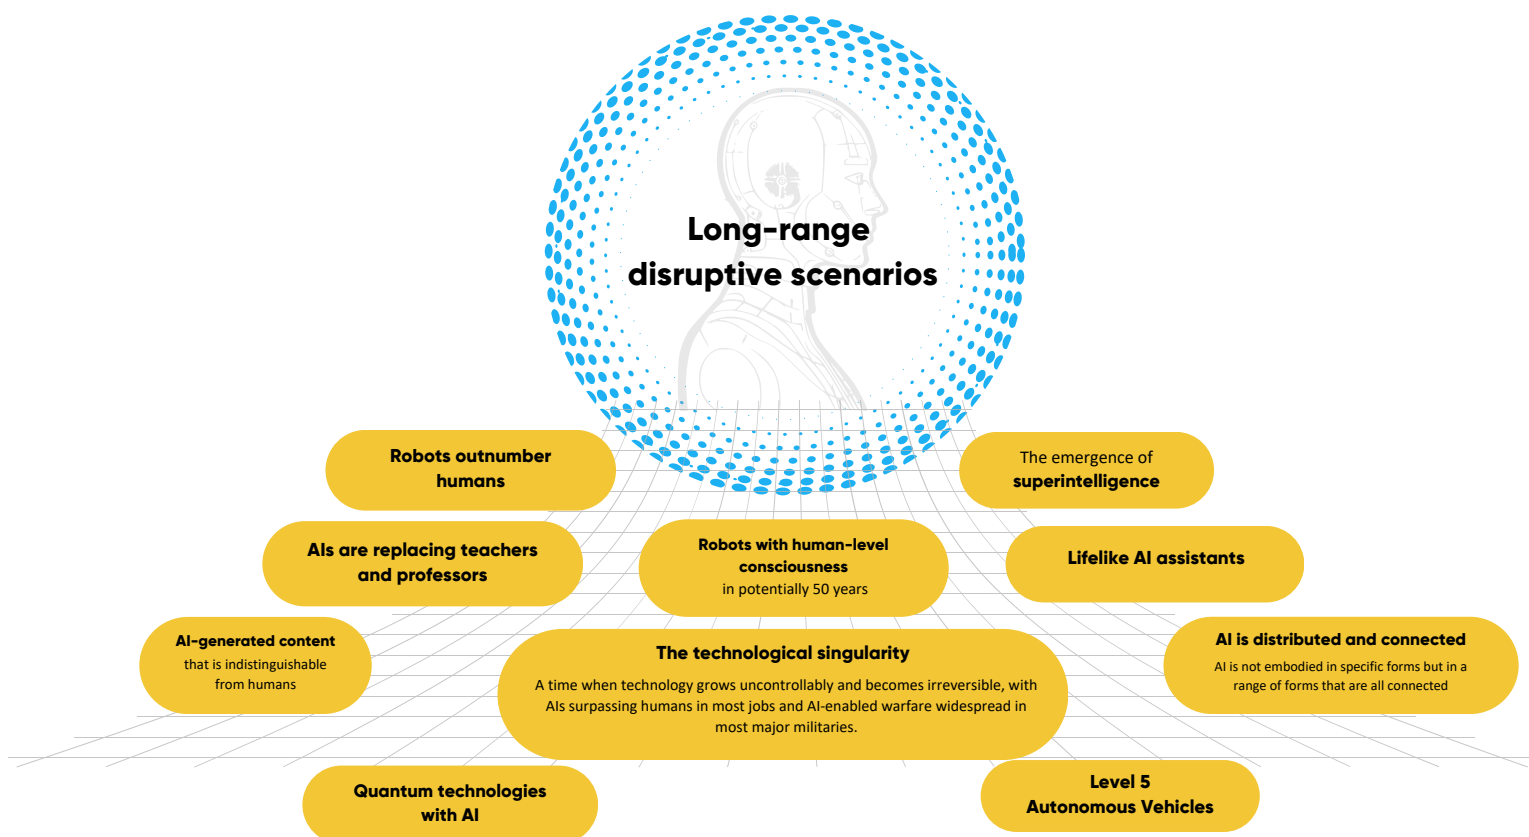 Long-range
disruptive scenarios
Robots outnumber
humans
The emergence of
superintelligence
AIs are replacing teachers
and professors
Robots with human-level
consciousness
in potentially 50 years
Lifelike AI assistants
AI-generated content
that is indistinguishable
from humans
The technological singularity
A time when technology grows uncontrollably and becomes irreversible, with
AIs surpassing humans in most jobs and AI-enabled warfare widespread in
most major militaries.
AI is distributed and connected
AI is not embodied in specific forms but in a
range of forms that are all connected
Quantum technologies
with AI
Level 5
Autonomous Vehicles